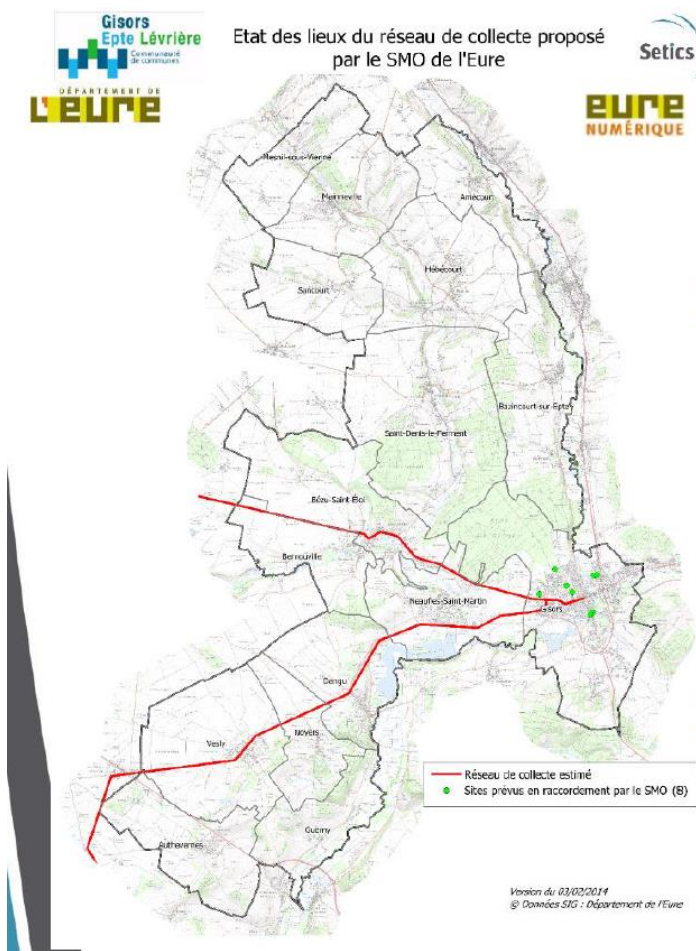 Gisors
Epte Lévrière
Communauté
de communes
DÉPARTEMENT DE
L'EURE
Etat des lieux du réseau de collecte proposé
par le SMO de l'Eure
Setics
EURE
NUMÉRIQUE
Mesnil-sous-Vienne
Mainneville
Amécourt
Hébécourt
Sancourt
Bazincourt-sur-Epte
Saint-Denis-le-Ferment
Bézu-Saint-Éloi
Bernouville
Neaufles-Saint-Martin
Gisors
Dangu
Noyers
Vesly
Guerny
Authevernes
Réseau de collecte estimé
Sites prévus en raccordement par le SMO (8)
Version du 03/02/2014
© Données SIG : Département de l'Eure